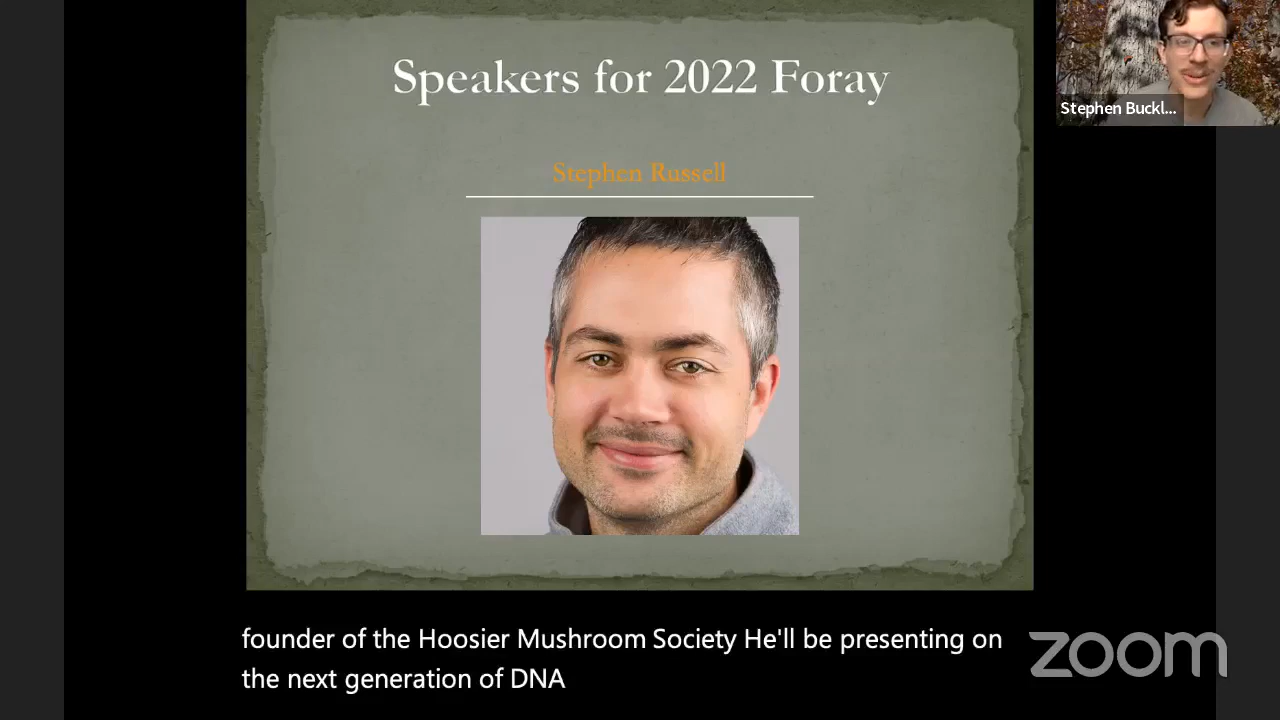 Speakers for 2022 Foray
Stephen Buckl...
Stephen Russell
founder of the Hoosier Mushroom Society He'll be presenting on
the next generation of DNA
zoom